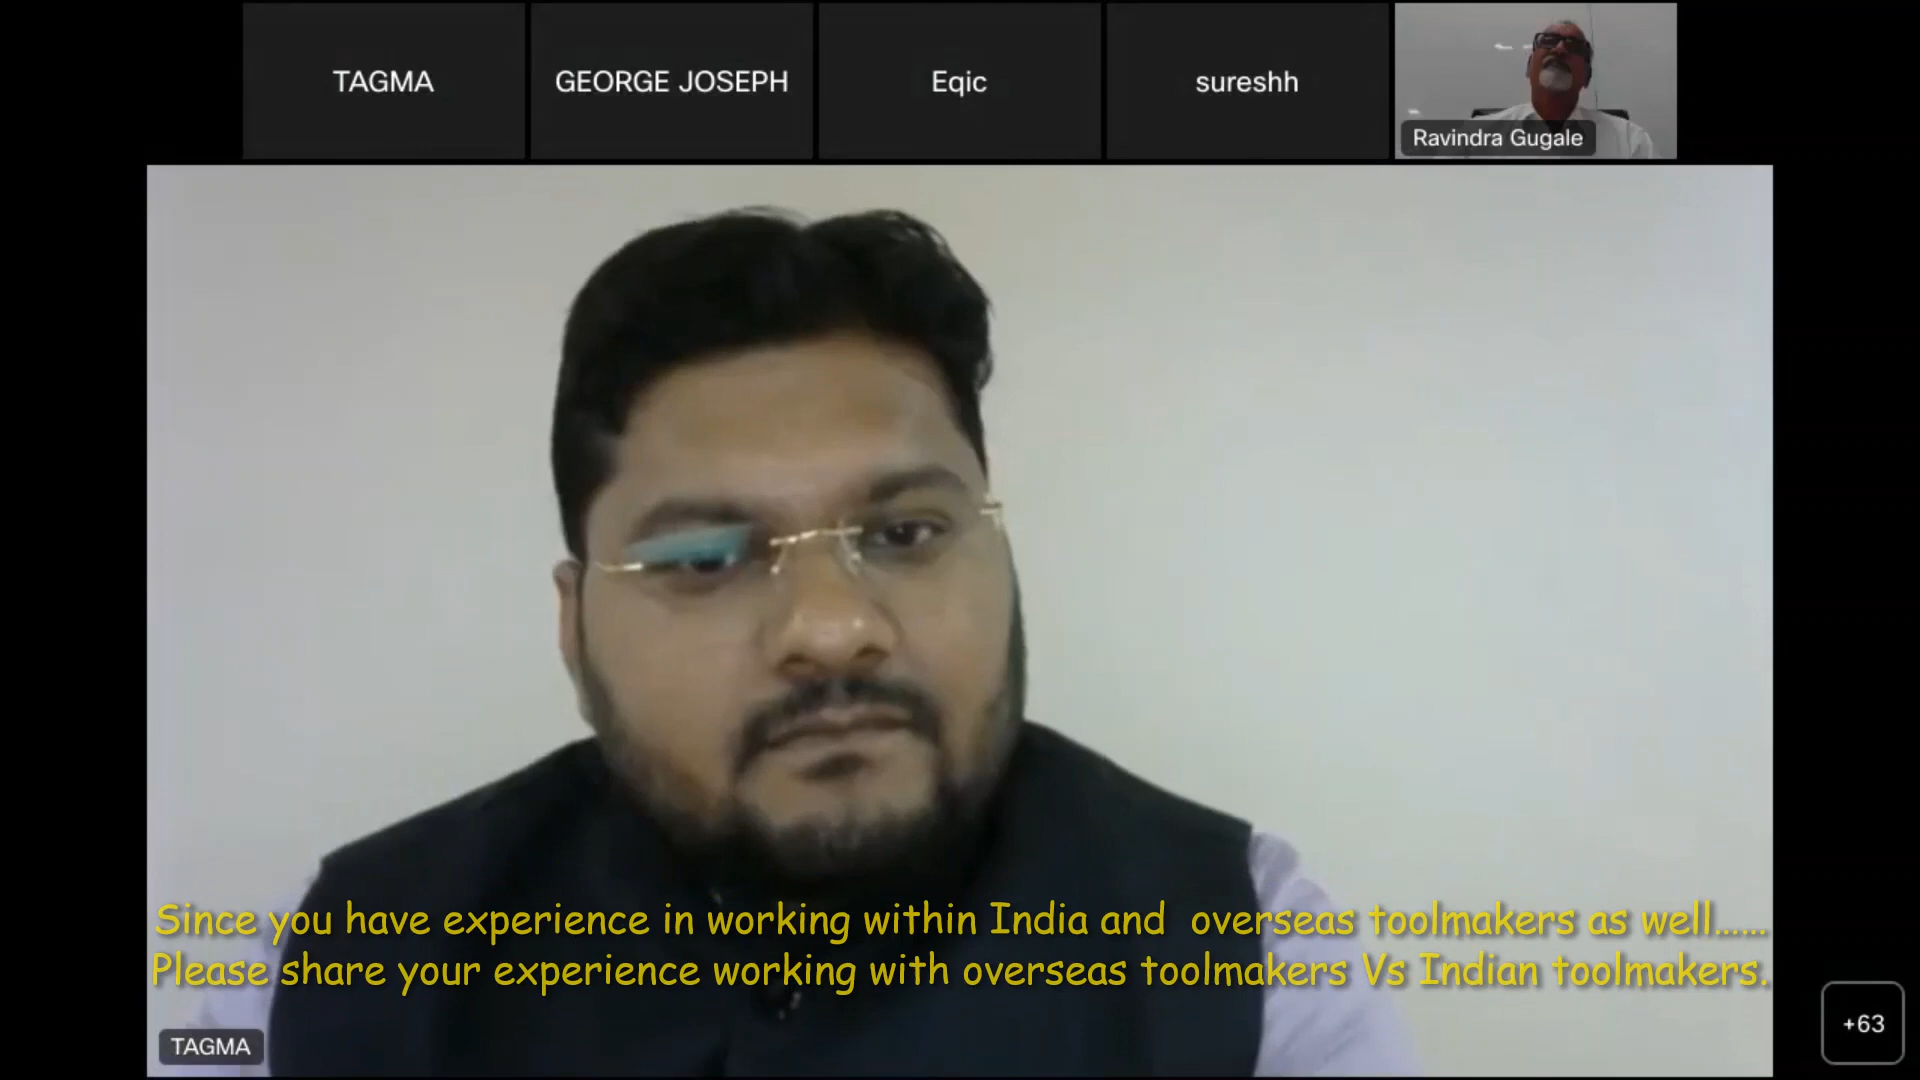 TAGMA
GEORGE JOSEPH
Eqic
sureshh
Ravindra Gugale
Since you have experience in working within India and  overseas toolmakers as well......
Please share your experience working with overseas toolmakers Vs Indian toolmakers.
TAGMA
+63